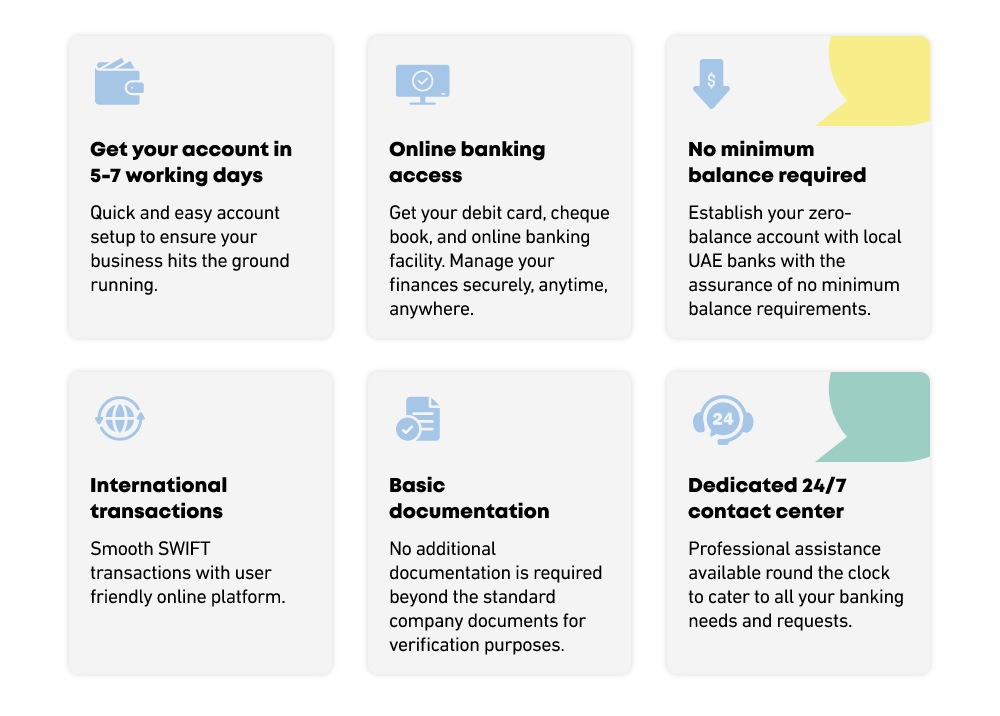 $
Get your account in
5-7 working days
Quick and easy account
setup to ensure your
business hits the ground
running.
Online banking
access
Get your debit card, cheque
book, and online banking
facility. Manage your
finances securely, anytime,
anywhere.
No minimum
balance required
Establish your zero-
balance account with local
UAE banks with the
assurance of no minimum
balance requirements.
International
transactions
Smooth SWIFT
transactions with user
friendly online platform.
Basic
documentation
No additional
documentation is required
beyond the standard
company documents for
verification purposes.
24
Dedicated 24/7
contact center
Professional assistance
available round the clock
to cater to all your banking
needs and requests.